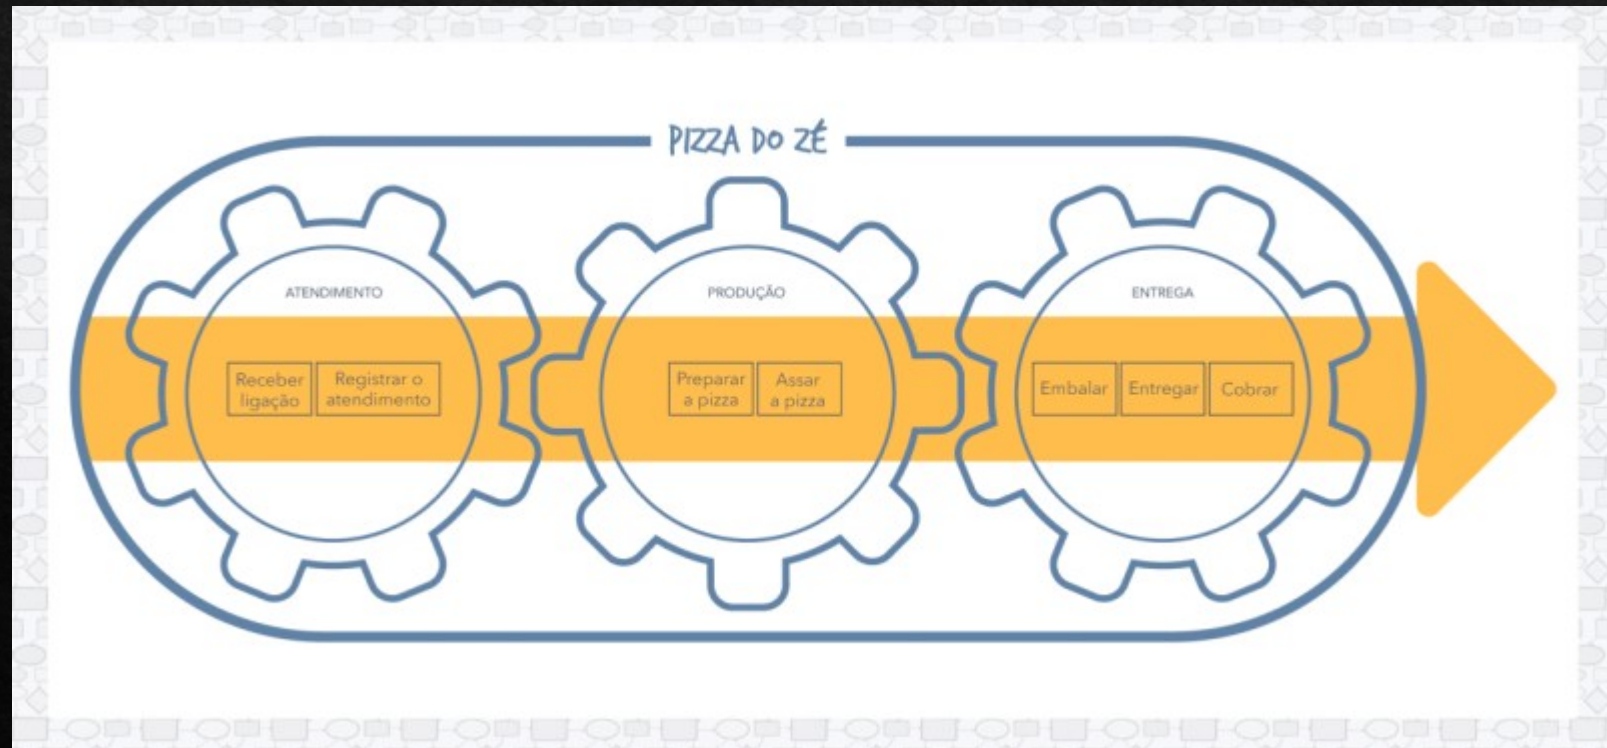 PIZZA DO ZÉ
ATENDIMENTO
Receber
ligação
Registrar o
atendimento
PRODUÇÃO
Preparar
a pizza
Assar
a pizza
ENTREGA
Embalar
Entregar
Cobrar